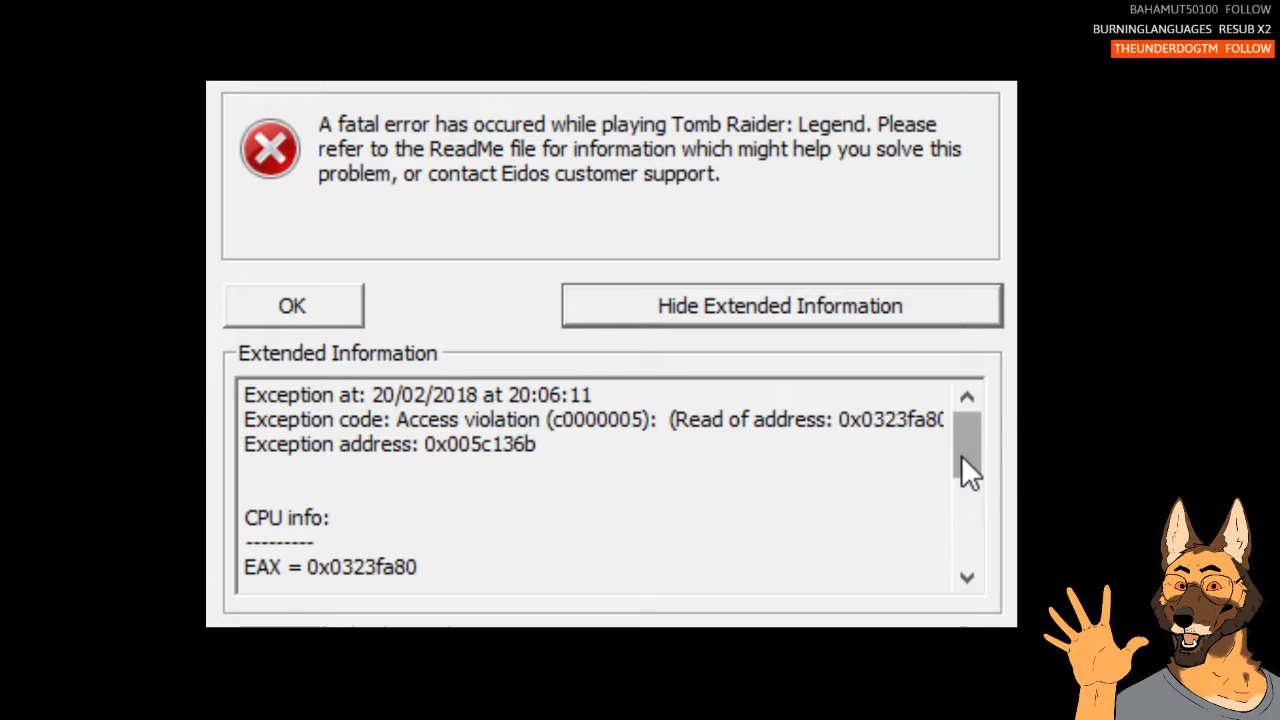 BAHAMUT50100 FOLLOW
BURNINGLANGUAGES RESUB X2
THEUNDERDOGTM FOLLOW
A fatal error has occured while playing Tomb Raider: Legend. Please
refer to the ReadMe file for information which might help you solve this
problem, or contact Eidos customer support.
OK
Hide Extended Information
Extended Information
Exception at: 20/02/2018 at 20:06:11
Exception code: Access violation (c0000005): (Read of address: 0x0323fa80
Exception address: 0x005c136b
CPU info:
---------
EAX = 0x0323fa80